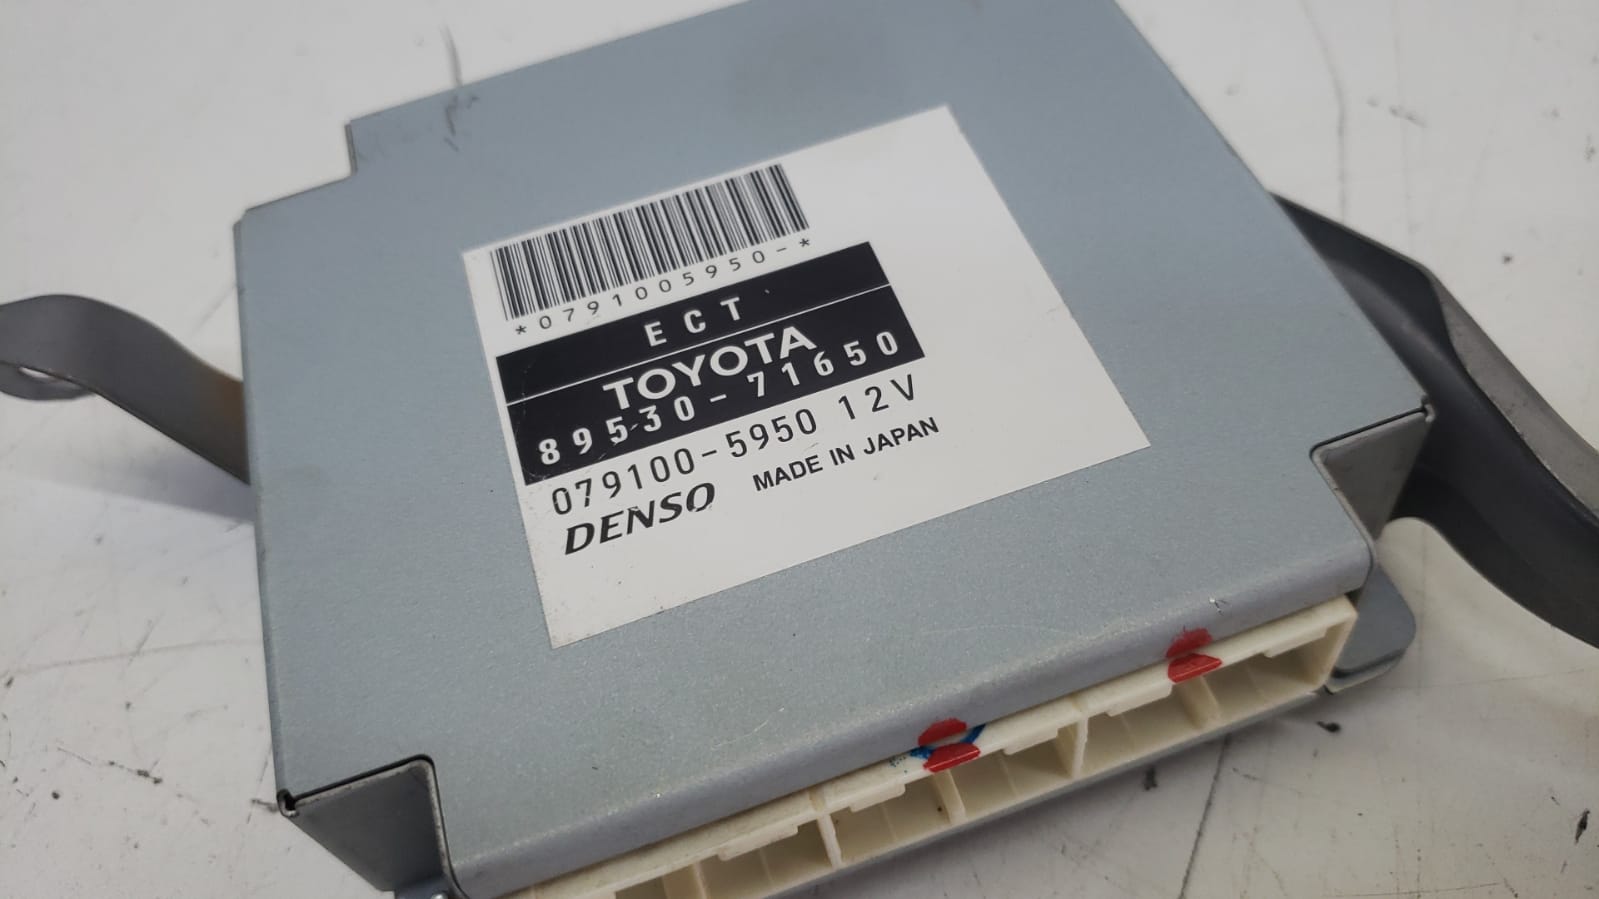 *0791005950-*
ECT
TOYOTA
89530-71650
079100-5950 12V
DENSO MADE IN JAPAN